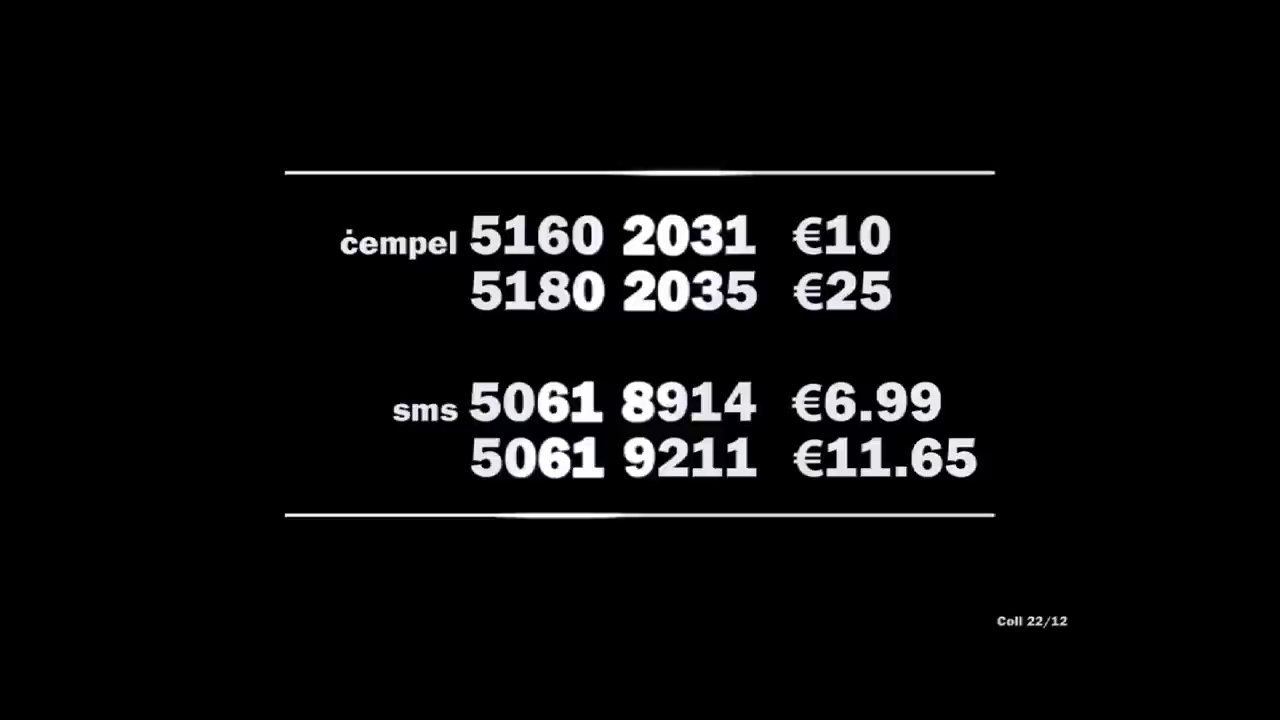 ċempel 5160 2031 €10
5180 2035 €25
sms 5061 8914 €6.99
5061 9211 €11.65
Coll 22/12